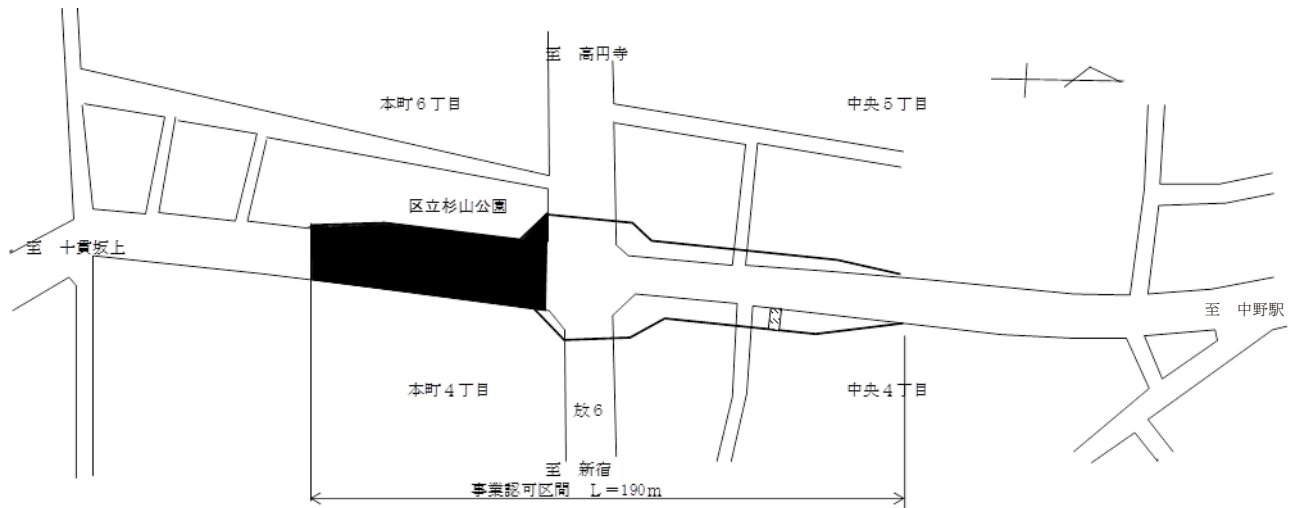 至 高円寺
本町６丁目
中央５丁目
区立杉山公園
至 十貫坂上
至 中野駅
本町４丁目
中央４丁目
放６
至 新宿
事業認可区間 Ｌ＝190ｍ